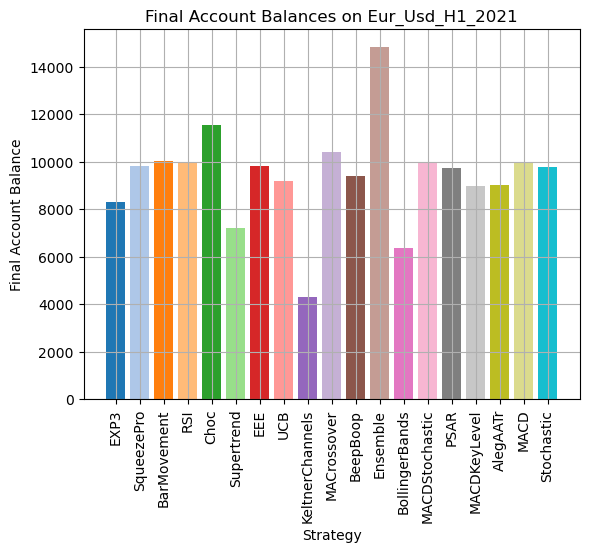 Final Account Balances on Eur_Usd_H1_2021
Final Account Balance
14000
12000
10000
8000
6000
4000
2000
0
EXP3
SqueezePro
BarMovement
RSI
Choc
Supertrend
EEE
UCB
KeltnerChannels
MACrossover
BeepBoop
Ensemble
BollingerBands
MACDStochastic
PSAR
MACDKeyLevel
AlegAATr
MACD
Stochastic
Strategy